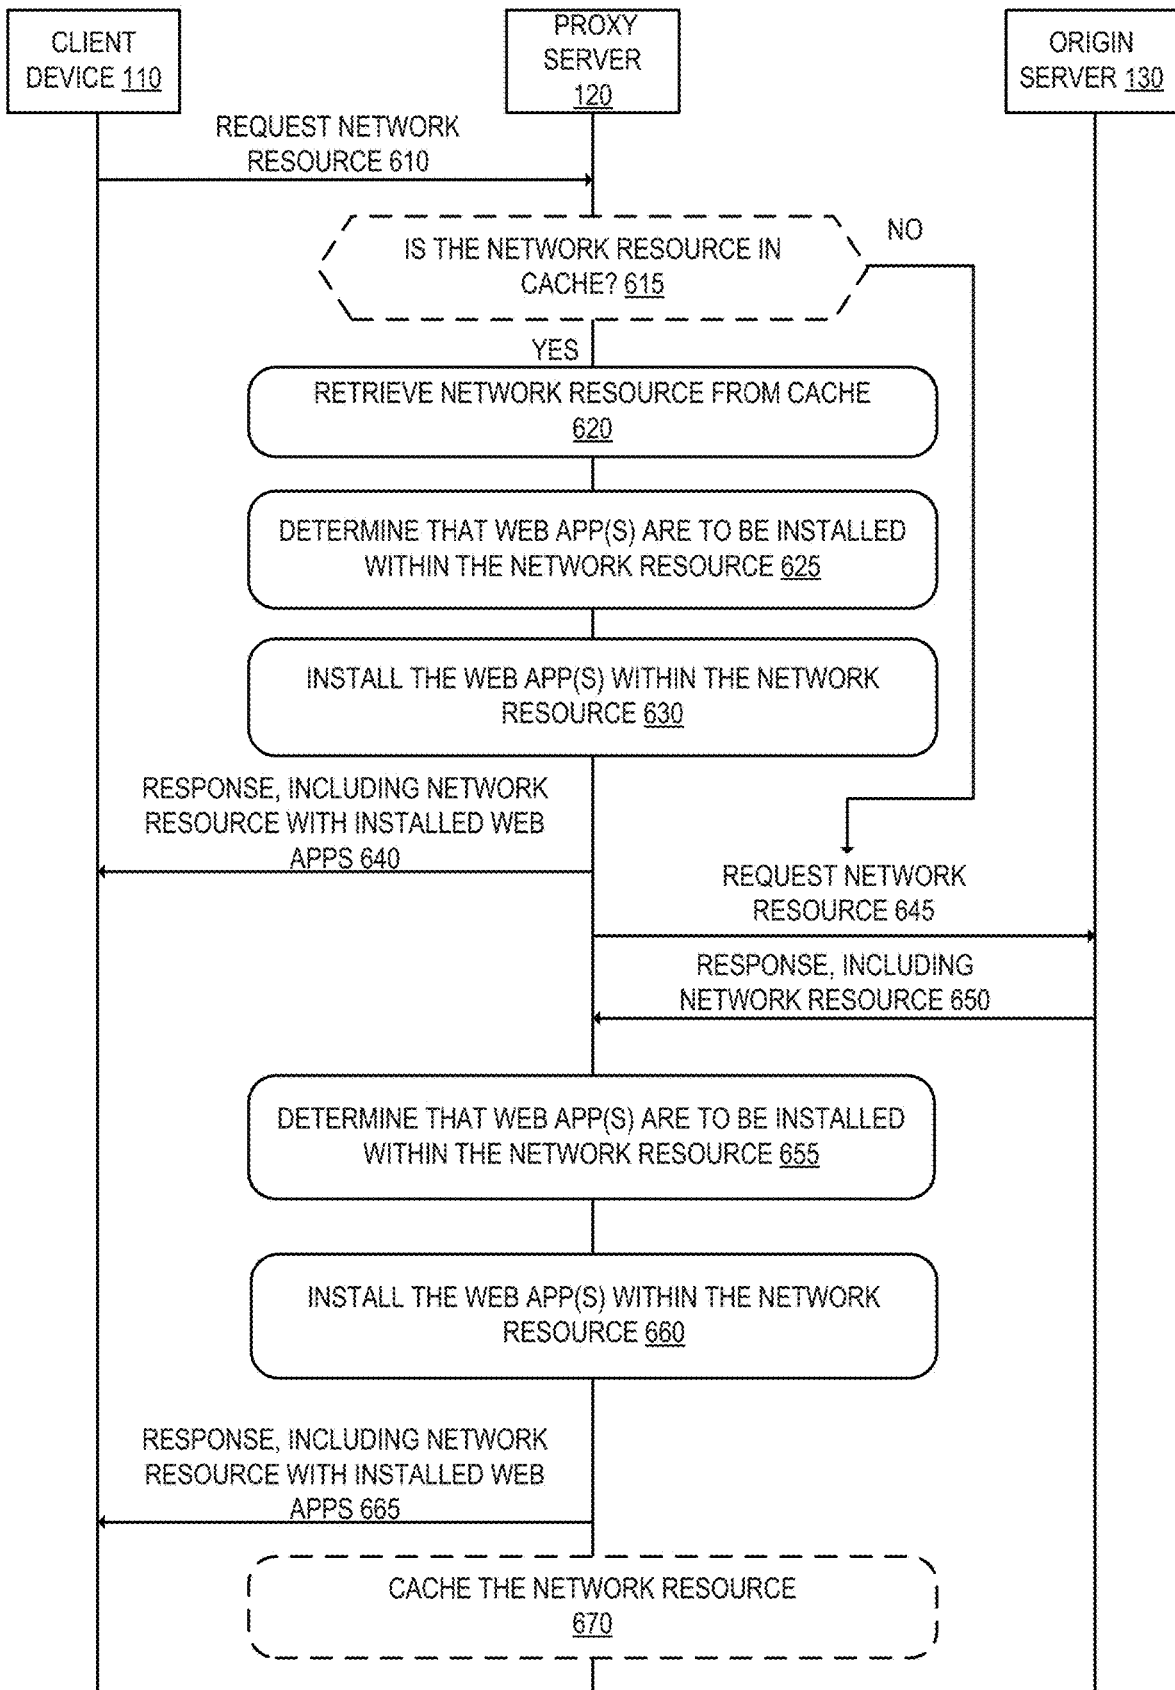 CLIENT
DEVICE 110
PROXY
SERVER
120
ORIGIN
SERVER 130
REQUEST NETWORK
RESOURCE 610
IS THE NETWORK RESOURCE IN
CACHE? 615
NO
YES
RETRIEVE NETWORK RESOURCE FROM CACHE
620
DETERMINE THAT WEB APP(S) ARE TO BE INSTALLED
WITHIN THE NETWORK RESOURCE 625
INSTALL THE WEB APP(S) WITHIN THE NETWORK
RESOURCE 630
RESPONSE, INCLUDING NETWORK
RESOURCE WITH INSTALLED WEB
APPS 640
REQUEST NETWORK
RESOURCE 645
RESPONSE, INCLUDING
NETWORK RESOURCE 650
DETERMINE THAT WEB APP(S) ARE TO BE INSTALLED
WITHIN THE NETWORK RESOURCE 655
INSTALL THE WEB APP(S) WITHIN THE NETWORK
RESOURCE 660
RESPONSE, INCLUDING NETWORK
RESOURCE WITH INSTALLED WEB
APPS 665
CACHE THE NETWORK RESOURCE
670